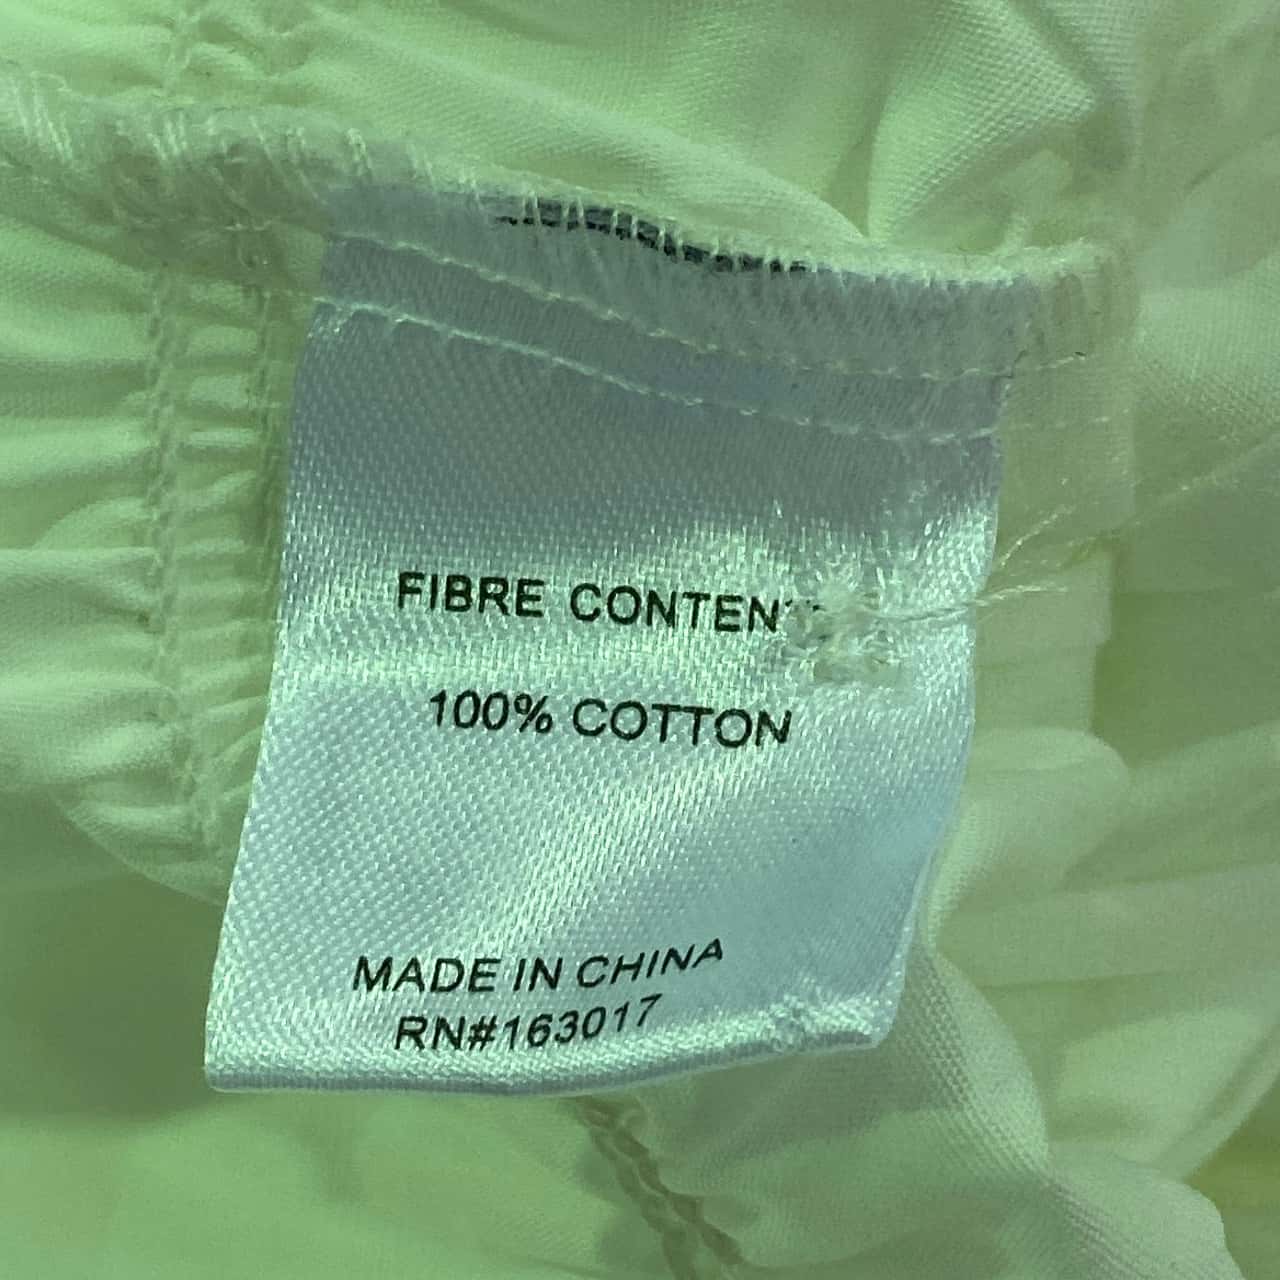 FIBRE CONTENT
100% COTTON
MADE IN CHINA
RN#163017